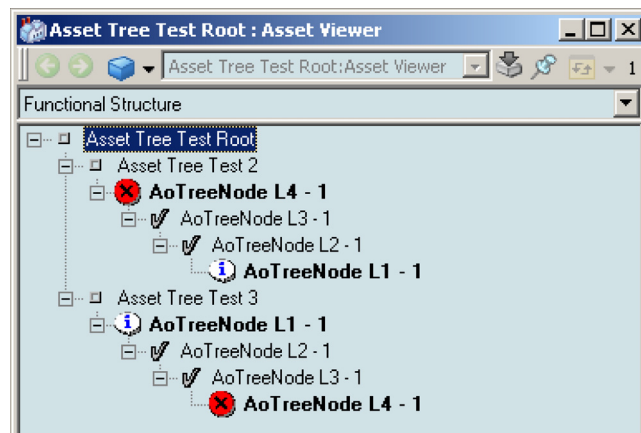 Asset Tree Test Root : Asset Viewer
Asset Tree Test Root:Asset Viewer 1
Functional Structure
Asset Tree Test Root
Asset Tree Test 2
AoTreeNode L4 - 1
AoTreeNode L3 - 1
AoTreeNode L2 - 1
AoTreeNode L1 - 1
Asset Tree Test 3
AoTreeNode L1 - 1
AoTreeNode L2 - 1
AoTreeNode L3 - 1
AoTreeNode L4 - 1